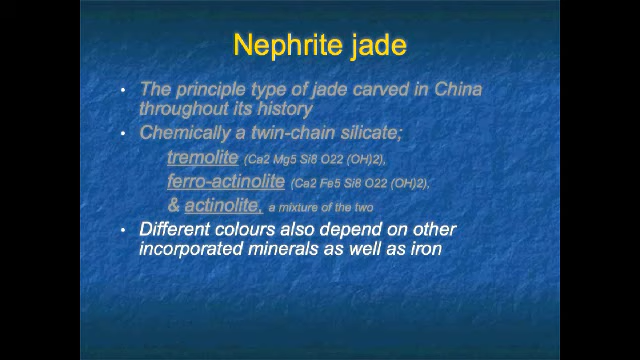 Nephrite jade
• The principle type of jade carved in China
throughout its history
• Chemically a twin-chain silicate;
tremolite (Ca2 Mg5 Si8 O22 (OH)2),
ferro-actinolite (Ca2 Fe5 Si8 O22 (OH)2),
& actinolite, a mixture of the two
• Different colours also depend on other
incorporated minerals as well as iron